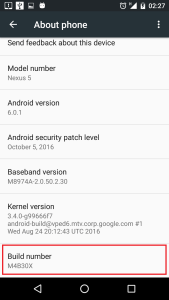 02:27
About phone
Send feedback about this device
Model number
Nexus 5
Android version
6.0.1
Android security patch level
October 5, 2016
Baseband version
M8974A-2.0.50.2.30
Kernel version
3.4.0-g99666f7
android-build@vped6.mtv.corp.google.com #1
Wed Aug 24 20:12:43 UTC 2016
Build number
M4B30X